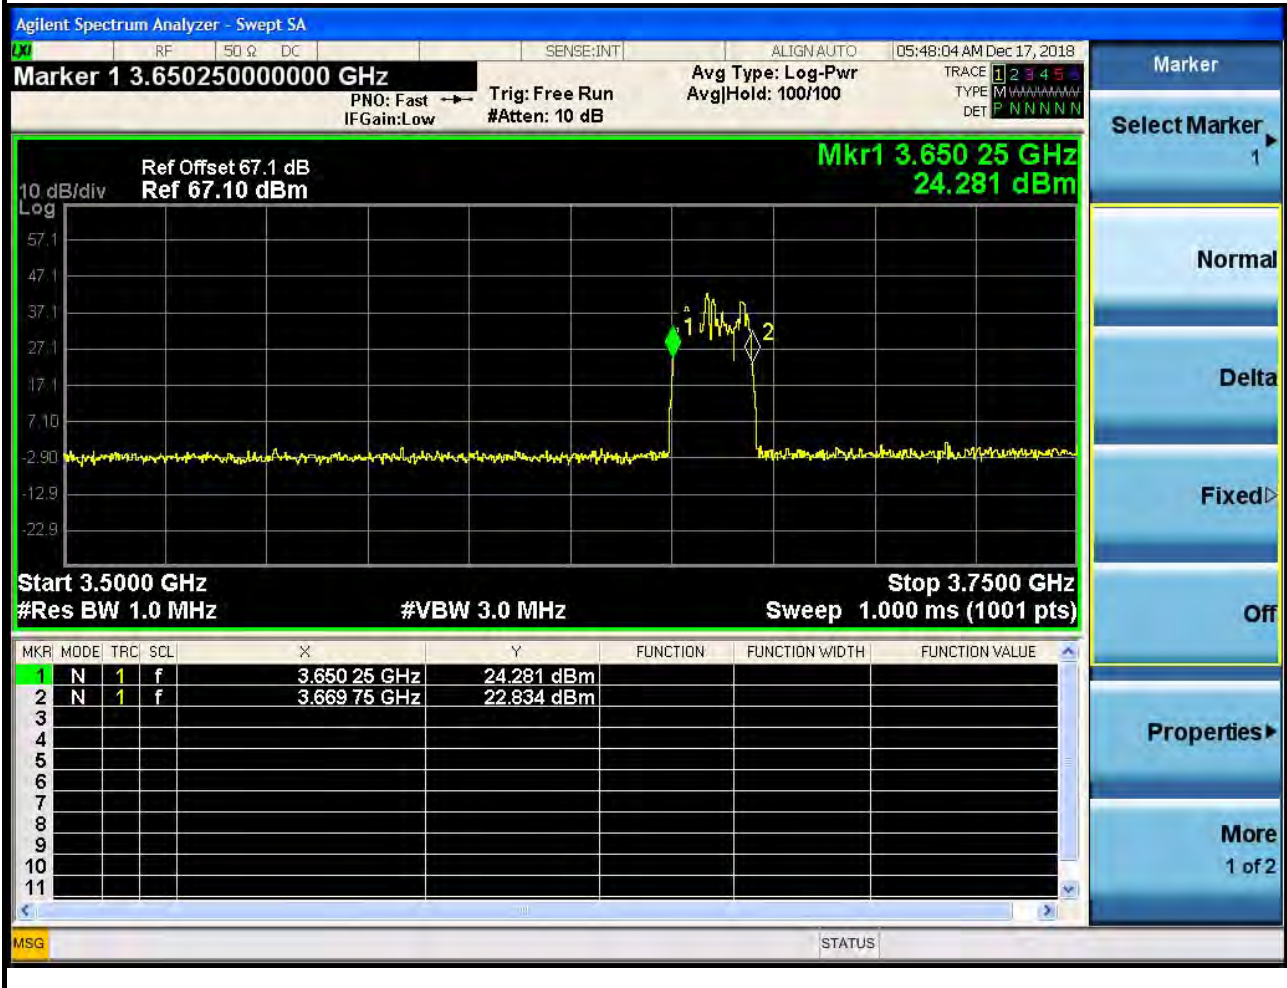 Agilent Spectrum Analyzer - Swept SA
LXI RF 50 Ω DC SENSE:INT ALIGN AUTO 05:48:04 AM Dec 17, 2018
Marker 1 3.650250000000 GHz
PNO: Fast
IFGain:Low
Trig: Free Run
#Atten: 10 dB
Avg Type: Log-Pwr
Avg|Hold: 100/100
TRACE 1 2 3 4 5 6
TYPE M
DET P N N N N N
Mkr1 3.650 25 GHz
24.281 dBm
Ref Offset 67.1 dB
10 dB/div Ref 67.10 dBm
Log
57.1
47.1
37.1
27.1
17.1
7.10
-2.90
-12.9
-22.9
1
2
Start 3.5000 GHz Stop 3.7500 GHz
#Res BW 1.0 MHz #VBW 3.0 MHz Sweep 1.000 ms (1001 pts)
MKR MODE TRC SCL X Y FUNCTION FUNCTION WIDTH FUNCTION VALUE
1 N 1 f 3.650 25 GHz 24.281 dBm
2 N 1 f 3.669 75 GHz 22.834 dBm
3
4
5
6
7
8
9
10
11
MSG STATUS
Marker
Select Marker
1
Normal
Delta
Fixed
Off
Properties
More
1 of 2